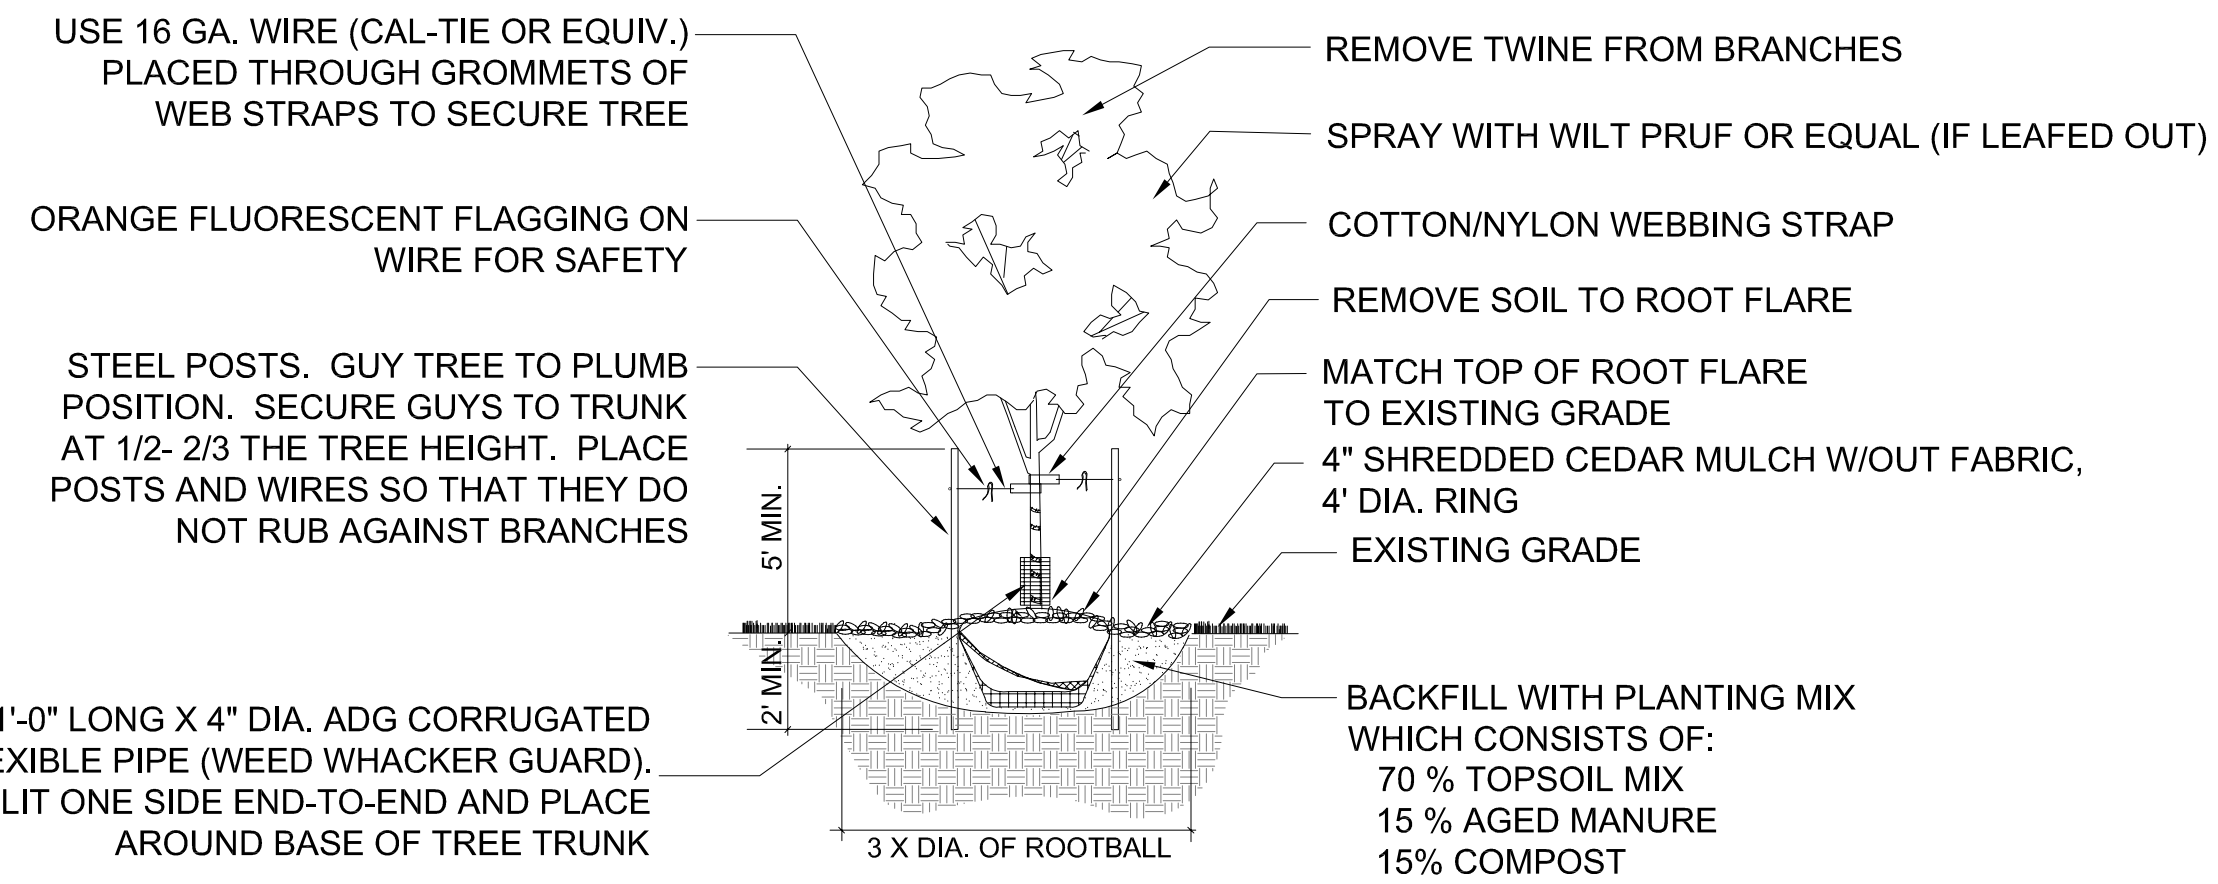 USE 16 GA. WIRE (CAL-TIE OR EQUIV.)
PLACED THROUGH GROMMETS OF
WEB STRAPS TO SECURE TREE
ORANGE FLUORESCENT FLAGGING ON
WIRE FOR SAFETY
STEEL POSTS. GUY TREE TO PLUMB
POSITION. SECURE GUYS TO TRUNK
AT 1/2- 2/3 THE TREE HEIGHT. PLACE
POSTS AND WIRES SO THAT THEY DO
NOT RUB AGAINST BRANCHES
1'-0" LONG X 4" DIA. ADG CORRUGATED
EXIBLE PIPE (WEED WHACKER GUARD).
LIT ONE SIDE END-TO-END AND PLACE
AROUND BASE OF TREE TRUNK
5' MIN.
2' MIN.
3 X DIA. OF ROOTBALL
REMOVE TWINE FROM BRANCHES
SPRAY WITH WILT PRUF OR EQUAL (IF LEAFED OUT)
COTTON/NYLON WEBBING STRAP
REMOVE SOIL TO ROOT FLARE
MATCH TOP OF ROOT FLARE
TO EXISTING GRADE
4" SHREDDED CEDAR MULCH W/OUT FABRIC,
4' DIA. RING
EXISTING GRADE
BACKFILL WITH PLANTING MIX
WHICH CONSISTS OF:
70 % TOPSOIL MIX
15 % AGED MANURE
15% COMPOST